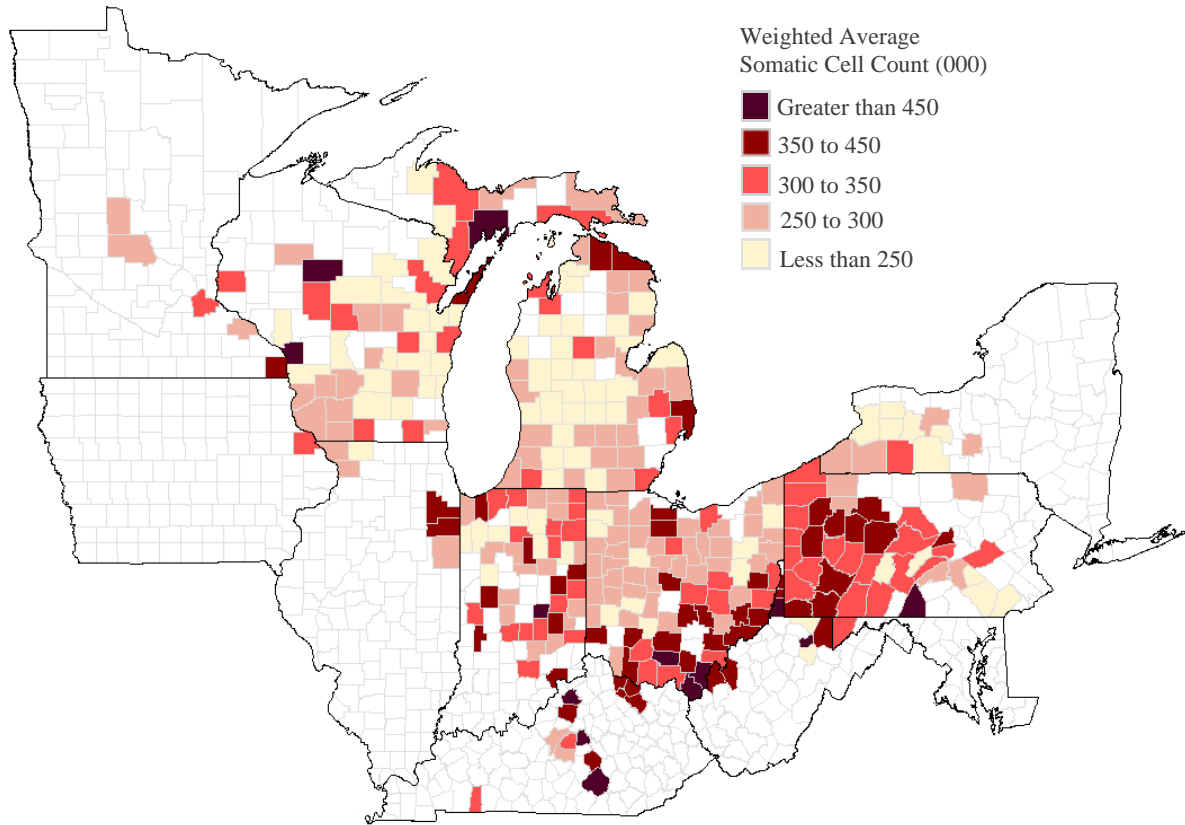 Weighted Average
Somatic Cell Count (000)
Greater than 450
350 to 450
300 to 350
250 to 300
Less than 250